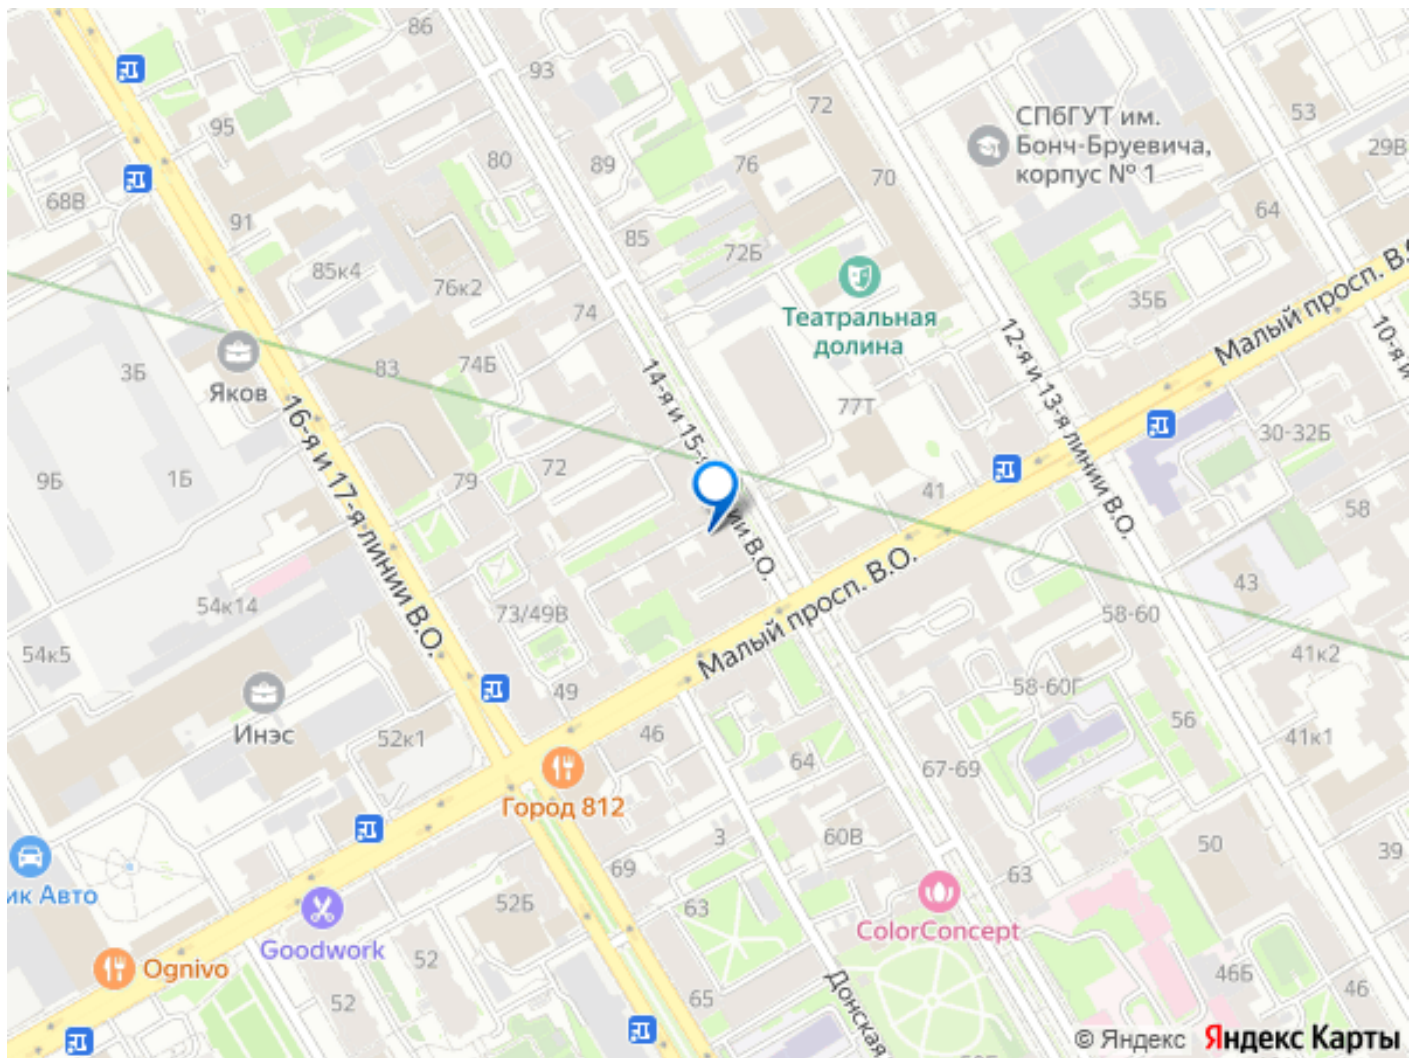 86
93
95
80
89
72
76
70
СПбГУТ им.
Бонч-Бруевича,
корпус № 1
53
29В
68В
91
85
64
72Б
85к4
76к2
35Б
74
Театральная
долина
Малый просп. В.О.
12-я и 13-я линии В.О.
10-я и
3Б
Яков
83
74Б
14-я и 15-я линии В.О.
77Т
16-я и 17-я линии В.О.
30-32Б
9Б
1Б
79
72
41
58
54к14
73/49В
43
58-60
54к5
Малый просп. В.О.
41к2
Инэс
49
58-60Г
52к1
46
56
41к1
64
67-69
Город 812
3
60В
50
39
ик Авто
69
63
52Б
63
ColorConcept
Goodwork
Ognivo
52
52
65
Донская
46Б
46
© Яндекс Яндекс Карты